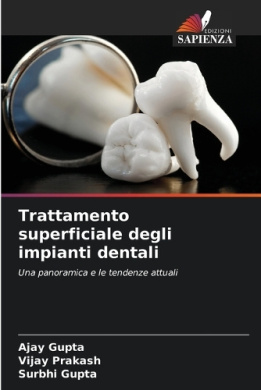 EDIZIONI
SAPIENZA
Trattamento
superficiale degli
impianti dentali
Una panoramica e le tendenze attuali
Ajay Gupta
Vijay Prakash
Surbhi Gupta